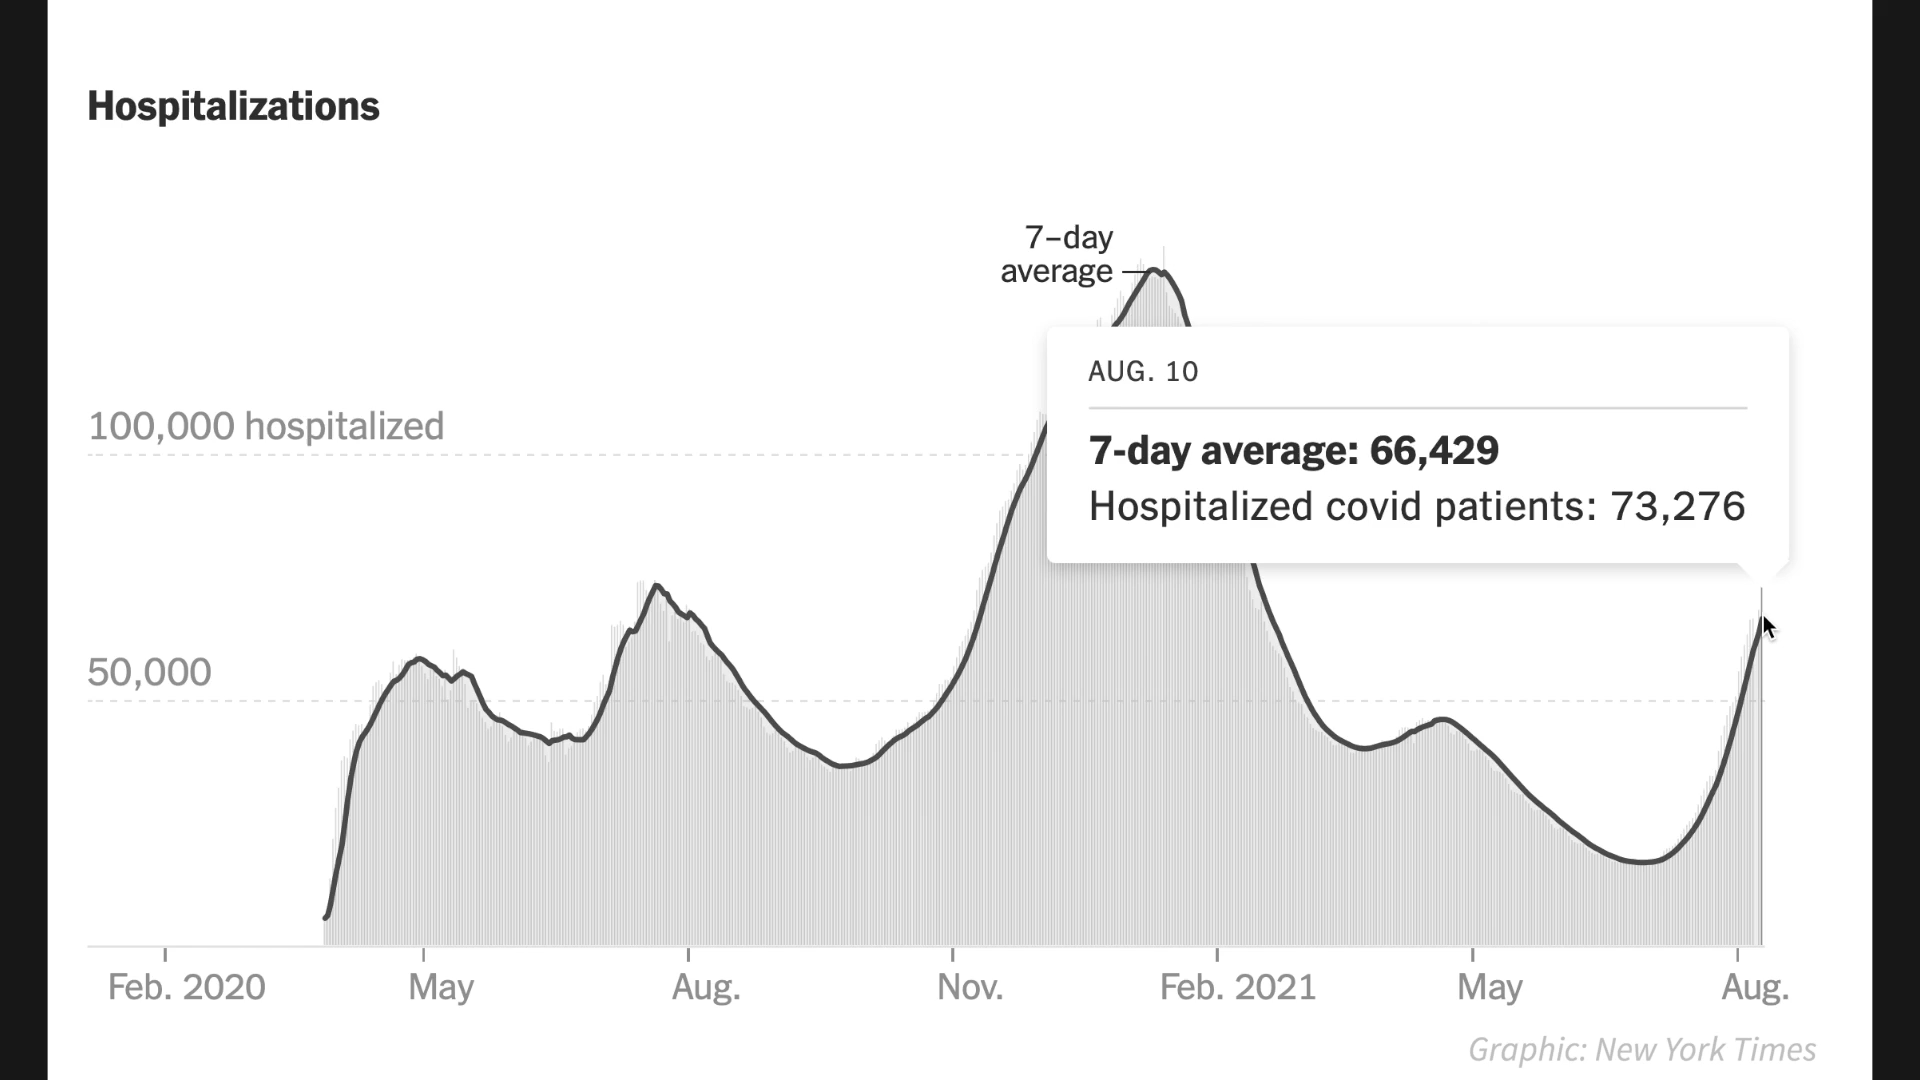 Hospitalizations
7–day
average
AUG. 10
100,000 hospitalized
7-day average: 66,429
Hospitalized covid patients: 73,276
50,000
Feb. 2020
May
Aug.
Nov.
Feb. 2021
May
Aug.
Graphic: New York Times